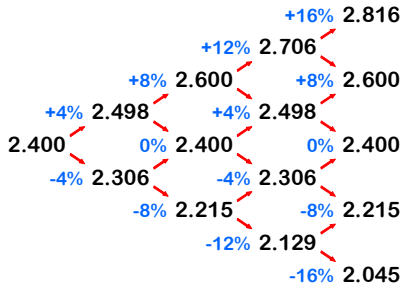 +16% 2.816
+12% 2.706
+8% 2.600 +8% 2.600
+4% 2.498 +4% 2.498
2.400 0% 2.400 0% 2.400
-4% 2.306 -4% 2.306
-8% 2.215 -8% 2.215
-12% 2.129
-16% 2.045